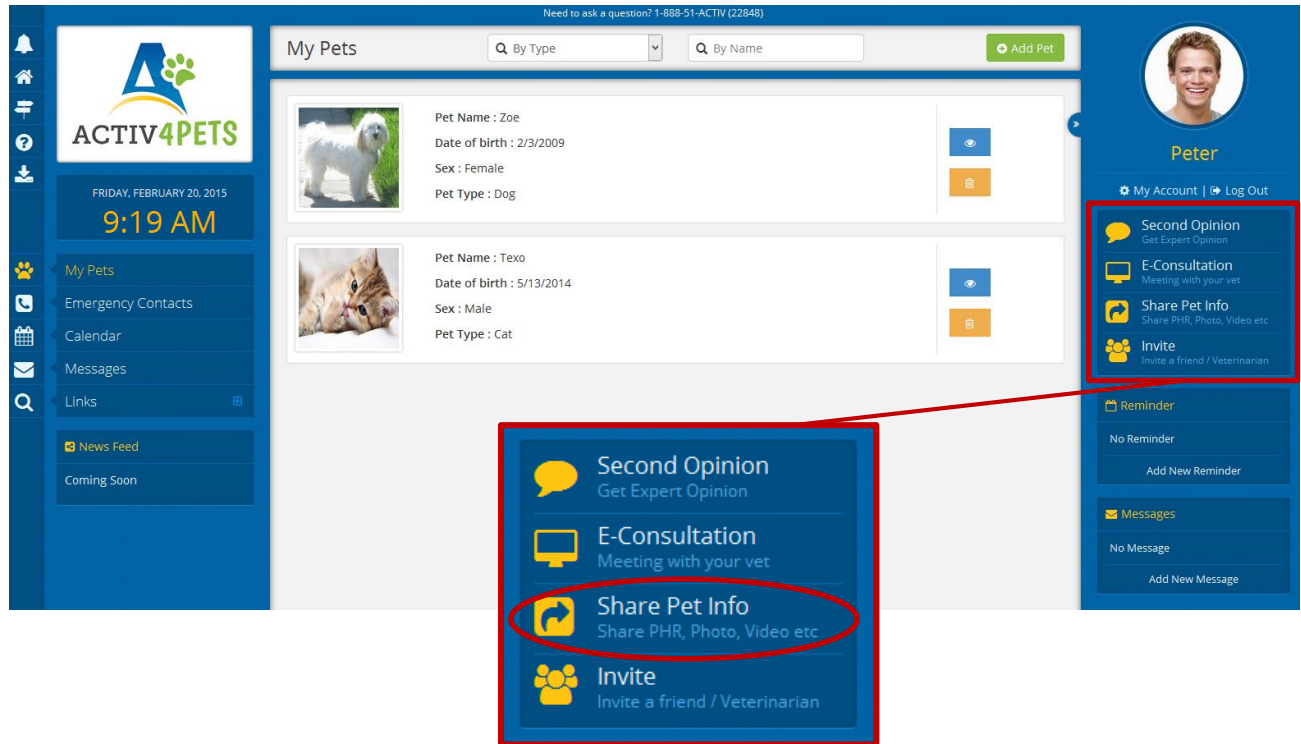 Need to ask a question? 1-888-51-ACTIV (22848)
ACTIV4PETS
FRIDAY, FEBRUARY 20, 2015
9:19 AM
My Pets
Emergency Contacts
Calendar
Messages
Links
News Feed
Coming Soon
My Pets
By Type
By Name
Add Pet
Pet Name : Zoe
Date of birth : 2/3/2009
Sex : Female
Pet Type : Dog
Pet Name : Texo
Date of birth : 5/13/2014
Sex : Male
Pet Type : Cat
Peter
My Account | Log Out
Second Opinion
Get Expert Opinion
E-Consultation
Meeting with your vet
Share Pet Info
Share PHR, Photo, Video etc
Invite
Invite a friend / Veterinarian
Reminder
No Reminder
Add New Reminder
Messages
No Message
Add New Message
Second Opinion
Get Expert Opinion
E-Consultation
Meeting with your vet
Share Pet Info
Share PHR, Photo, Video etc
Invite
Invite a friend / Veterinarian